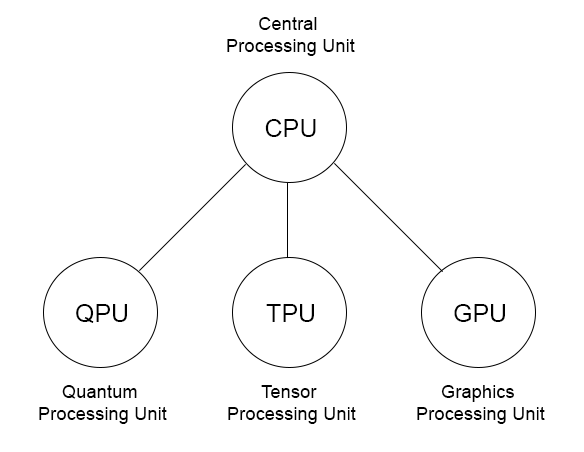 Central
Processing Unit
CPU
QPU
TPU
GPU
Quantum
Processing Unit
Tensor
Processing Unit
Graphics
Processing Unit